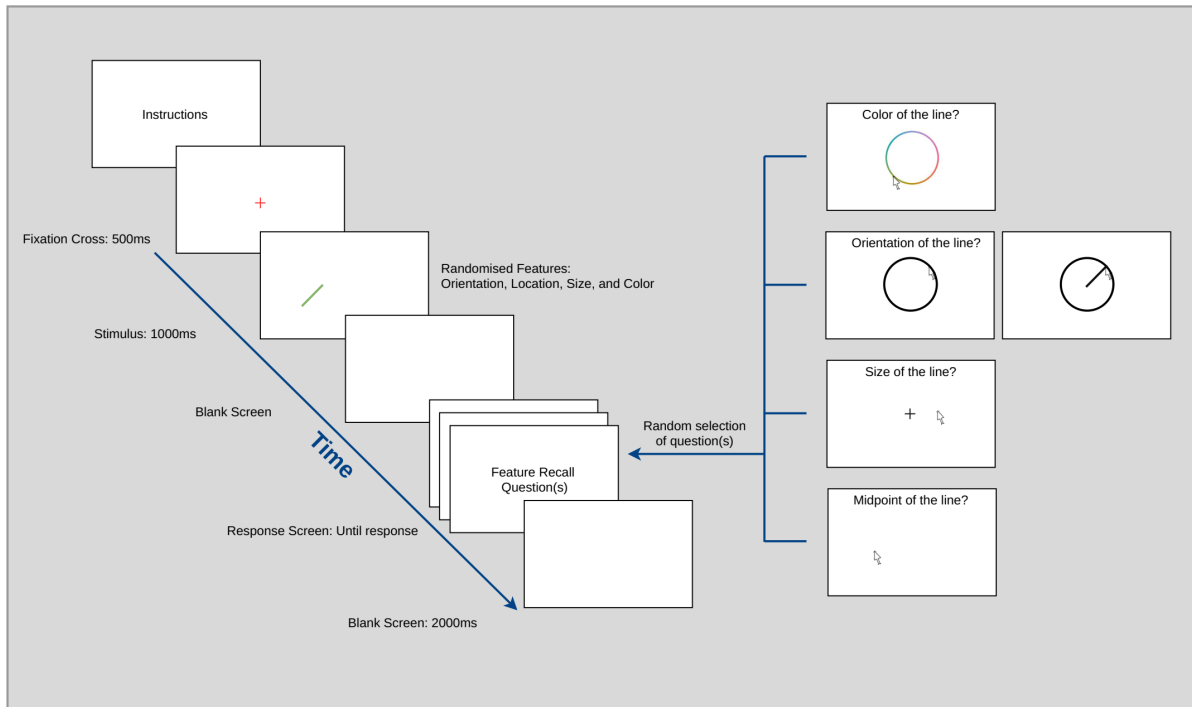 Instructions
Fixation Cross: 500ms
Randomised Features:
Orientation, Location, Size, and Color
Stimulus: 1000ms
Blank Screen
Time
Feature Recall
Question(s)
Response Screen: Until response
Blank Screen: 2000ms
Random selection
of question(s)
Color of the line?
Orientation of the line?
Size of the line?
Midpoint of the line?